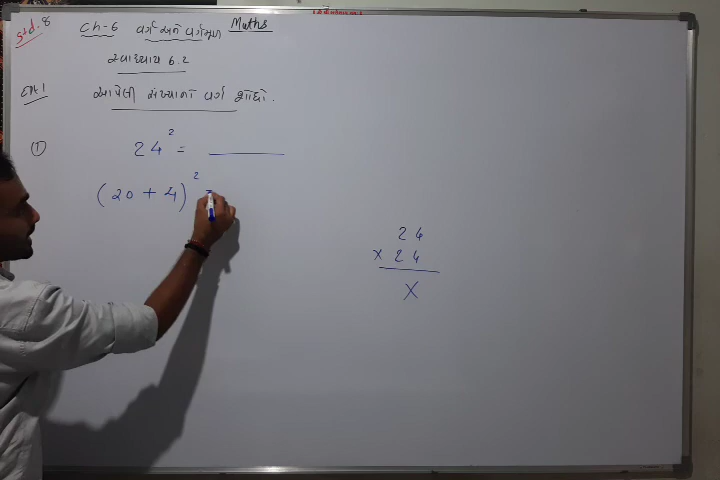 Std. 8
Ch-6 વર્ગ અને વર્ગમૂળ Maths
સ્વાધ્યાય 6.2
આપેલી સંખ્યાના વર્ગ શોધો.
① 24² = ______
(20 + 4)² =
24
× 24
X